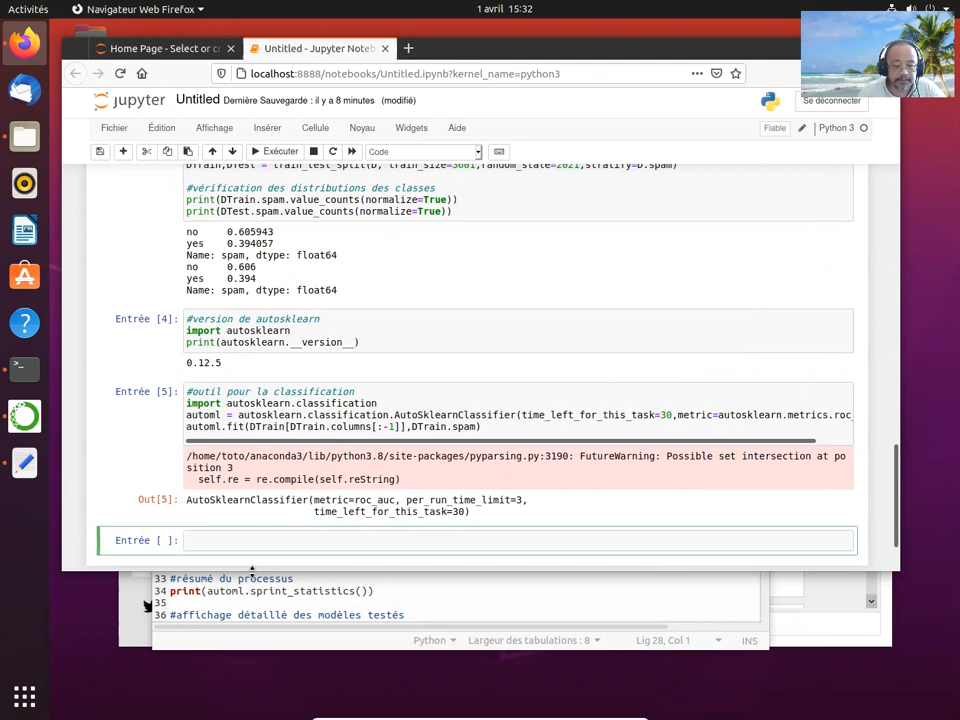 Activités
Navigateur Web Firefox
1 avril 15:32
Home Page - Select or c
Untitled - Jupyter Noteb
localhost:8888/notebooks/Untitled.ipynb?kernel_name=python3
jupyter Untitled Dernière Sauvegarde : il y a 8 minutes (modifié)
Se déconnecter
Fichier Édition Affichage Insérer Cellule Noyau Widgets Aide
Fiable
Python 3
Exécuter
Code
DTrain,DTest = train_test_split(D, train_size=3601,random_state=2021,stratify=D.spam)
#vérification des distributions des classes
print(DTrain.spam.value_counts(normalize=True))
print(DTest.spam.value_counts(normalize=True))
no 0.605943
yes 0.394057
Name: spam, dtype: float64
no 0.606
yes 0.394
Name: spam, dtype: float64
Entrée [4]:
#version de autosklearn
import autosklearn
print(autosklearn.__version__)
0.12.5
Entrée [5]:
#outil pour la classification
import autosklearn.classification
automl = autosklearn.classification.AutoSklearnClassifier(time_left_for_this_task=30,metric=autosklearn.metrics.roc_
automl.fit(DTrain[DTrain.columns[:-1]],DTrain.spam)
/home/toto/anaconda3/lib/python3.8/site-packages/pyparsing.py:3190: FutureWarning: Possible set intersection at po
sition 3
self.re = re.compile(self.reString)
Out[5]:
AutoSklearnClassifier(metric=roc_auc, per_run_time_limit=3,
time_left_for_this_task=30)
Entrée [ ]:
33 #résumé du processus
34 print(automl.sprint_statistics())
35
36 #affichage détaillé des modèles testés
Python
Largeur des tabulations : 8
Lig 28, Col 1
INS